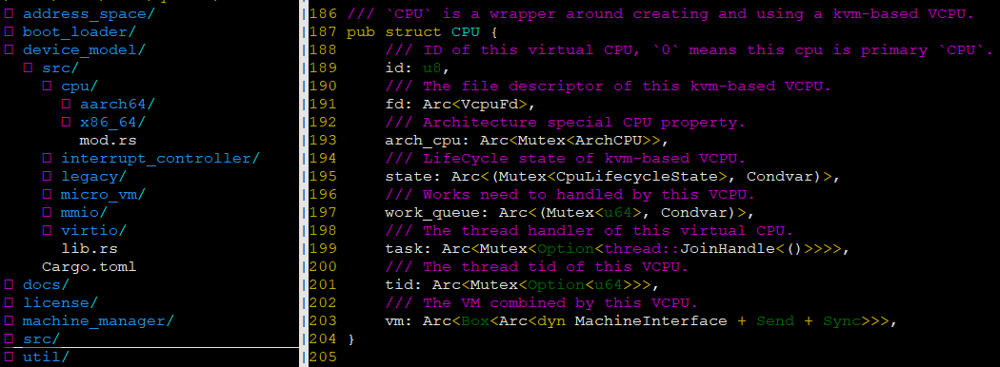 address_space/
boot_loader/
device_model/
src/
cpu/
aarch64/
x86_64/
mod.rs
interrupt_controller/
legacy/
micro_vm/
mmio/
virtio/
lib.rs
Cargo.toml
docs/
license/
machine_manager/
src/
util/
186 /// `CPU` is a wrapper around creating and using a kvm-based VCPU.
187 pub struct CPU {
188     /// ID of this virtual CPU, `0` means this cpu is primary `CPU`.
189     id: u8,
190     /// The file descriptor of this kvm-based VCPU.
191     fd: Arc<VcpuFd>,
192     /// Architecture special CPU property.
193     arch_cpu: Arc<Mutex<ArchCPU>>,
194     /// LifeCycle state of kvm-based VCPU.
195     state: Arc<(Mutex<CpuLifecycleState>, Condvar)>,
196     /// Works need to handled by this VCPU.
197     work_queue: Arc<(Mutex<u64>, Condvar)>,
198     /// The thread handler of this virtual CPU.
199     task: Arc<Mutex<Option<thread::JoinHandle<()>>>>,
200     /// The thread tid of this VCPU.
201     tid: Arc<Mutex<Option<u64>>>,
202     /// The VM combined by this VCPU.
203     vm: Arc<Box<Arc<dyn MachineInterface + Send + Sync>>>,
204 }
205